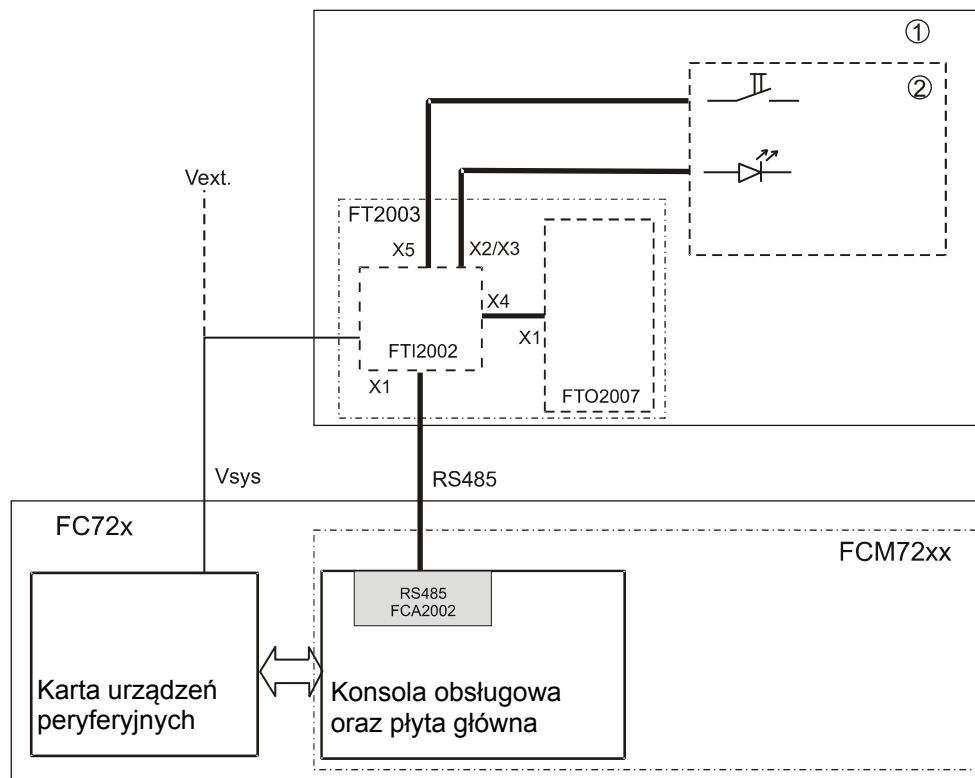 ①
②
Vext.
FT2003
X5
X2/X3
X4
X1
FTI2002
X1
FTO2007
Vsys
RS485
FC72x
FCM72xx
RS485
FCA2002
Karta urządzeń
peryferyjnych
Konsola obsługowa
oraz płyta główna